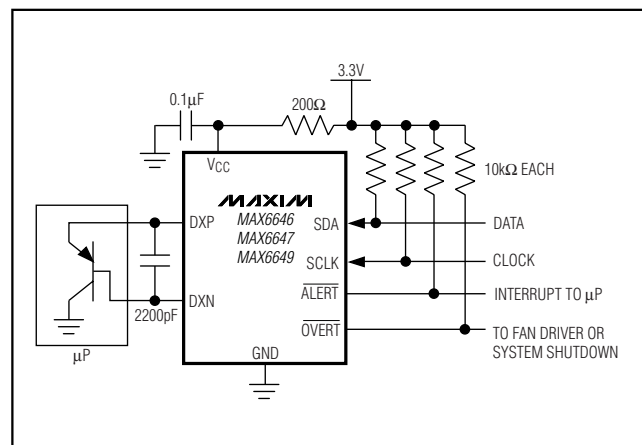 3.3V
0.1μF
200Ω
VCC
10kΩ EACH
MAXIM
MAX6646
MAX6647
MAX6649
DXP
DXN
2200pF
μP
SDA
DATA
SCLK
CLOCK
ALERT
INTERRUPT TO μP
OVERT
TO FAN DRIVER OR
SYSTEM SHUTDOWN
GND